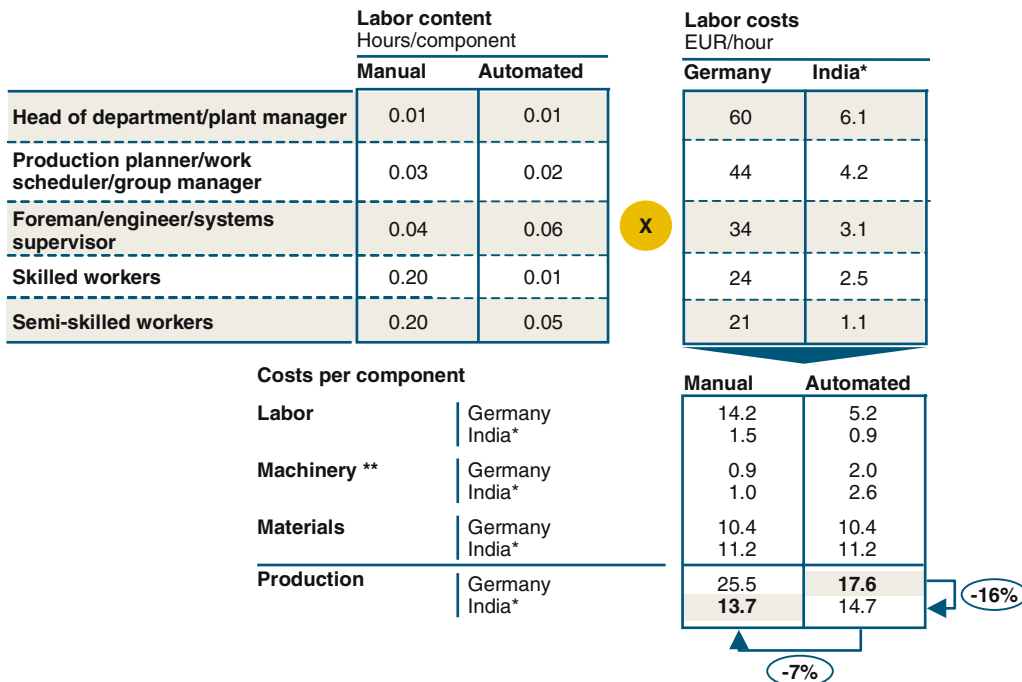 Labor content
Hours/component
Labor costs
EUR/hour
Manual Automated Germany India*
Head of department/plant manager 0.01 0.01 60 6.1
Production planner/work
scheduler/group manager 0.03 0.02 44 4.2
Foreman/engineer/systems
supervisor 0.04 0.06 X 34 3.1
Skilled workers 0.20 0.01 24 2.5
Semi-skilled workers 0.20 0.05 21 1.1
Costs per component Manual Automated
Labor Germany 14.2 5.2
India* 1.5 0.9
Machinery ** Germany 0.9 2.0
India* 1.0 2.6
Materials Germany 10.4 10.4
India* 11.2 11.2
Production Germany 25.5 17.6
India* 13.7 14.7
-16%
-7%